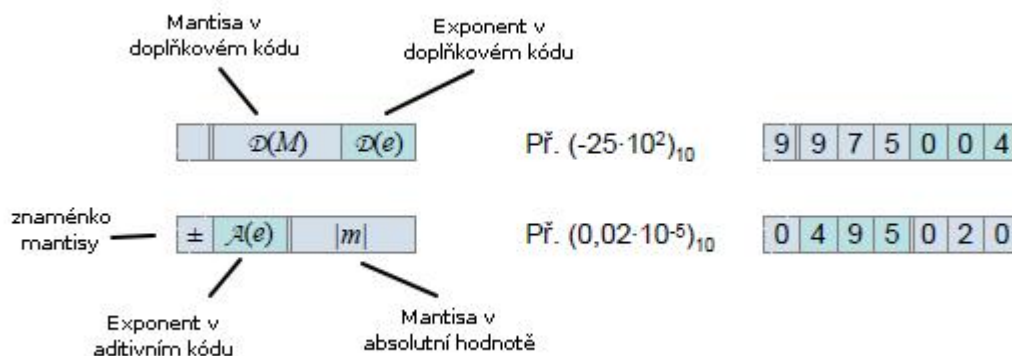 Mantisa v
doplňkovém kódu
Exponent v
doplňkovém kódu
𝒟(M) 𝒟(e)
Př. (-25·10²)₁₀
9 9 7 5 0 0 4
znaménko
mantisy
± 𝒜(e) |m|
Př. (0,02·10⁻⁵)₁₀
0 4 9 5 0 2 0
Exponent v
aditivním kódu
Mantisa v
absolutní hodnotě